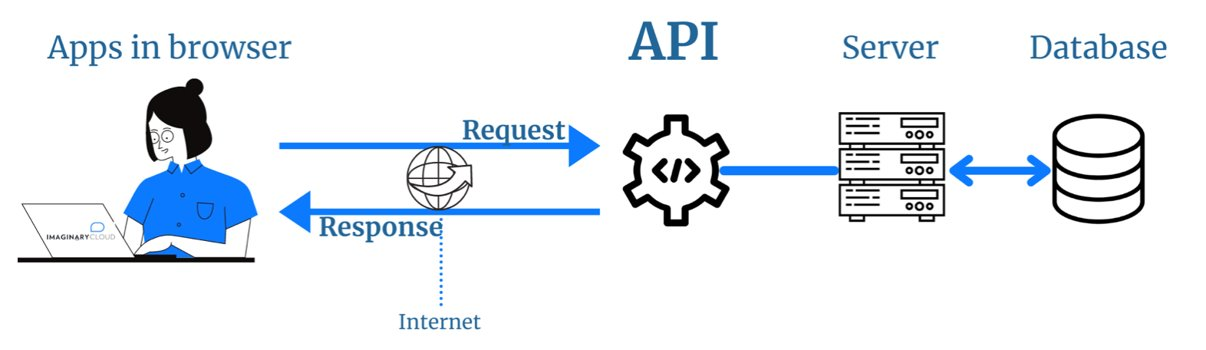 Apps in browser
API
Server
Database
Request
</>
IMAGINARYCLOUD
Response
Internet